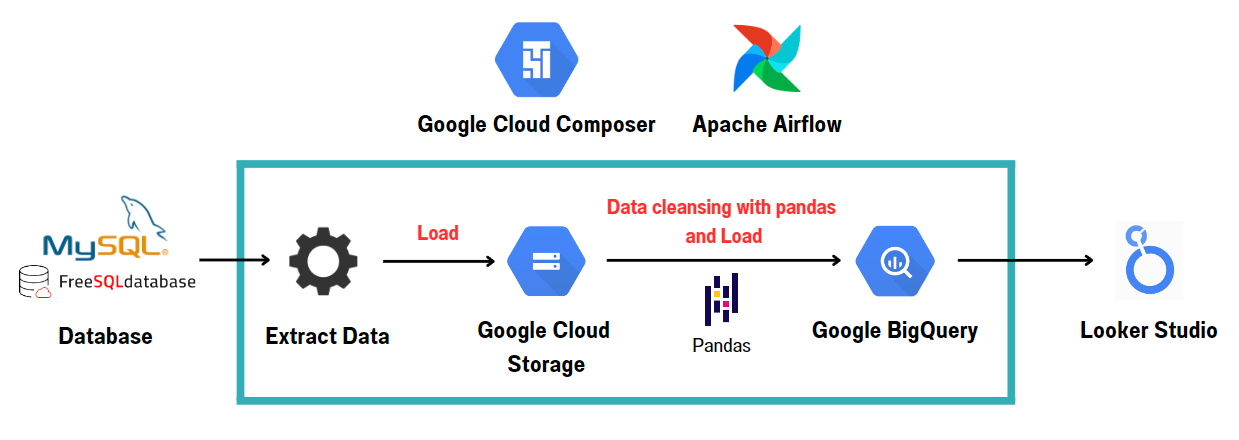 Google Cloud Composer
Apache Airflow
MySQL®
FreeSQLdatabase
Database
Extract Data
Load
Google Cloud
Storage
Data cleansing with pandas
and Load
Pandas
Google BigQuery
Looker Studio